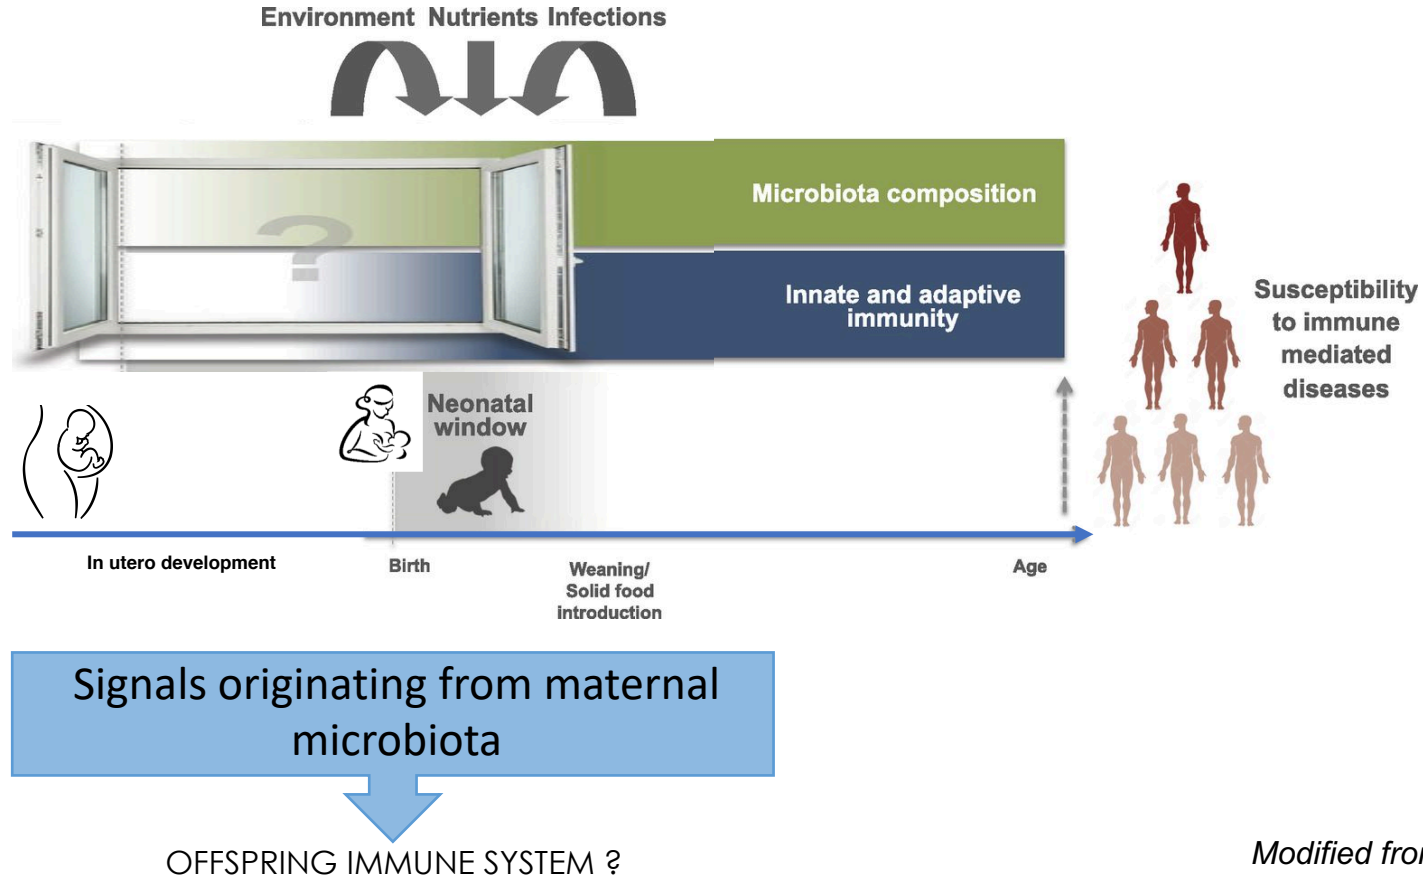 Environment Nutrients Infections
?
Microbiota composition
Innate and adaptive
immunity
Susceptibility
to immune
mediated
diseases
Neonatal
window
In utero development
Birth
Weaning/
Solid food
introduction
Age
Signals originating from maternal
microbiota
OFFSPRING IMMUNE SYSTEM ?
Modified